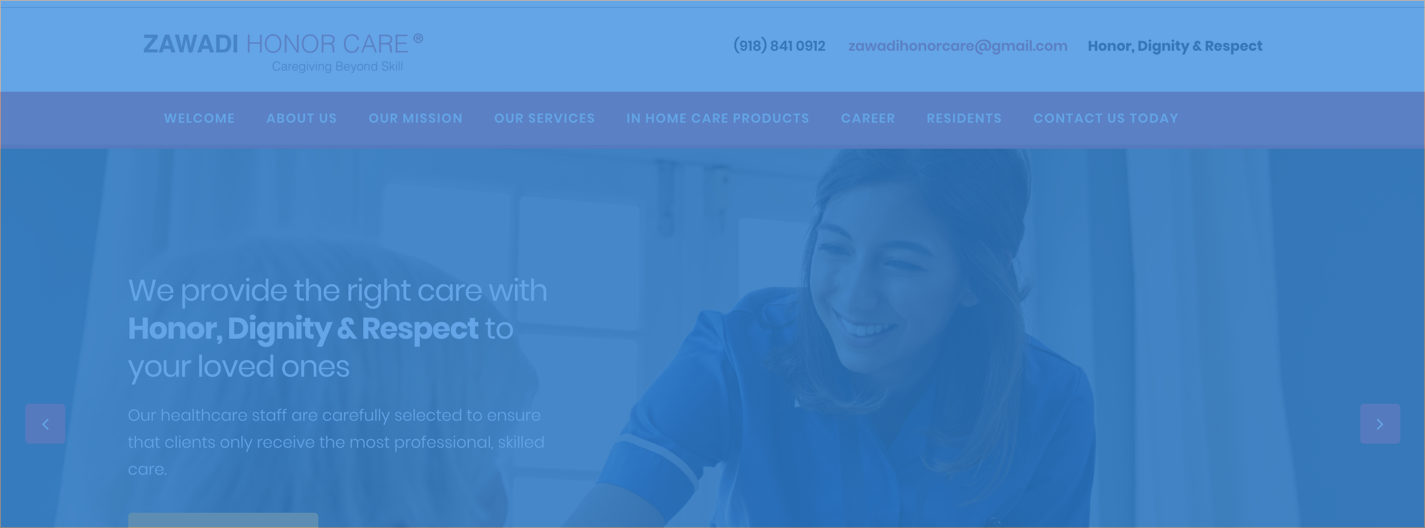 ZAWADI HONOR CARE®
Caregiving Beyond Skill
(918) 841 0912 zawadihonorcare@gmail.com Honor, Dignity & Respect
WELCOME ABOUT US OUR MISSION OUR SERVICES IN HOME CARE PRODUCTS CAREER RESIDENTS CONTACT US TODAY
We provide the right care with
Honor, Dignity & Respect to
your loved ones
Our healthcare staff are carefully selected to ensure
that clients only receive the most professional, skilled
care.